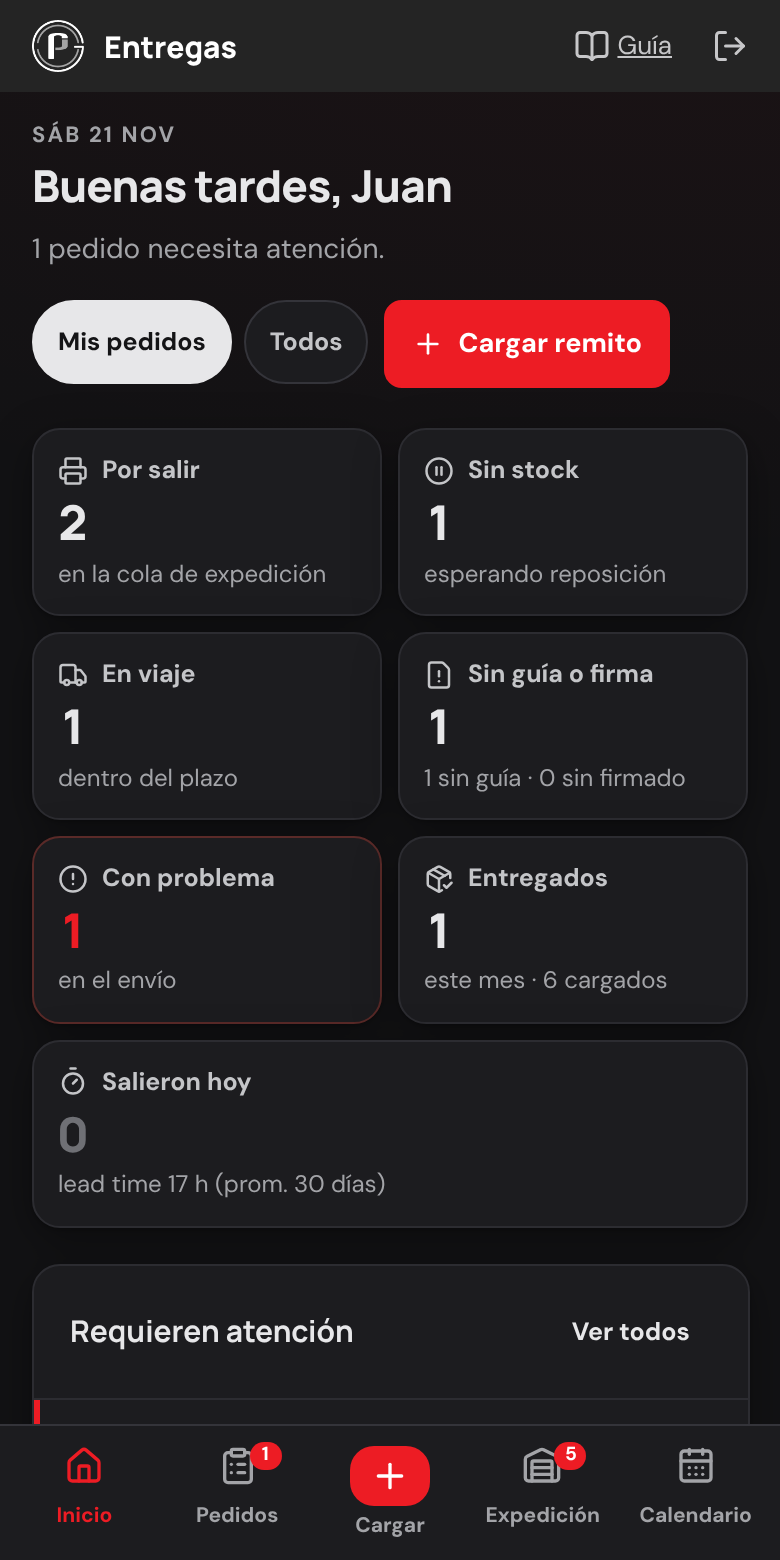 Entregas
Guía
SÁB 21 NOV
Buenas tardes, Juan
1 pedido necesita atención.
Mis pedidos
Todos
Cargar remito
Por salir
2
en la cola de expedición
Sin stock
1
esperando reposición
En viaje
1
dentro del plazo
Sin guía o firma
1
1 sin guía · 0 sin firmado
Con problema
1
en el envío
Entregados
1
este mes · 6 cargados
Salieron hoy
0
lead time 17 h (prom. 30 días)
Requieren atención
Ver todos
Inicio
1
Pedidos
Cargar
5
Expedición
Calendario